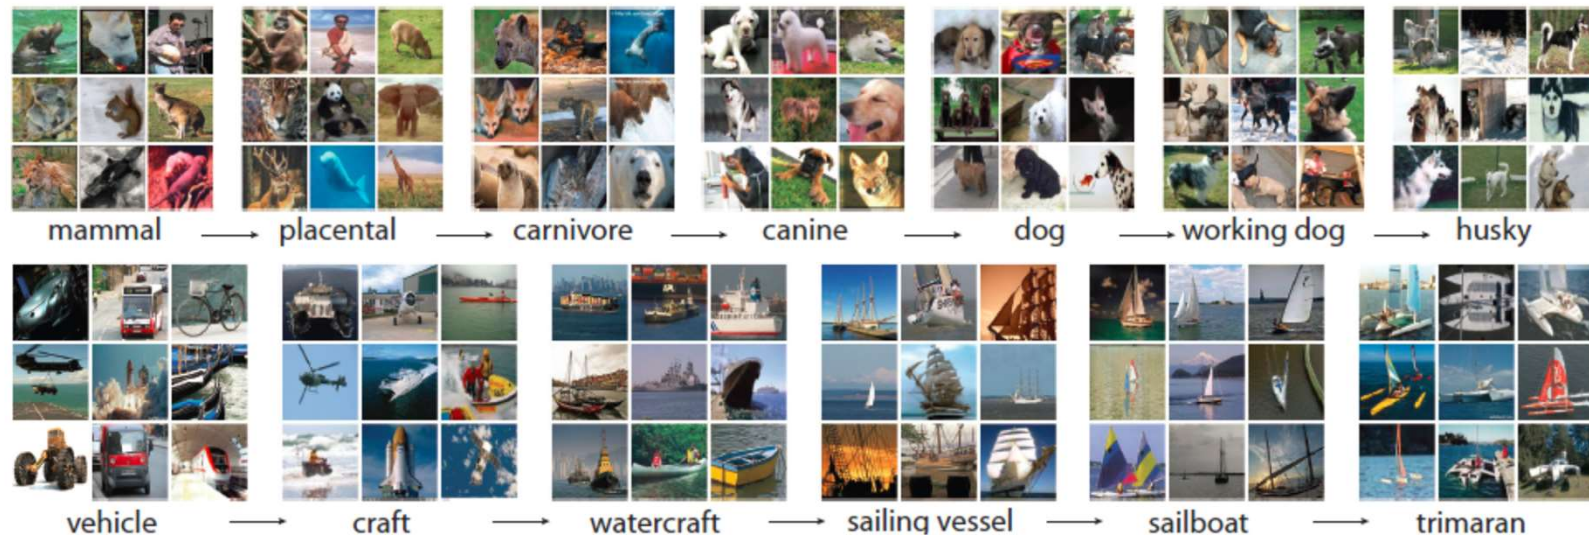 mammal placental carnivore canine dog working dog husky
vehicle craft watercraft sailing vessel sailboat trimaran